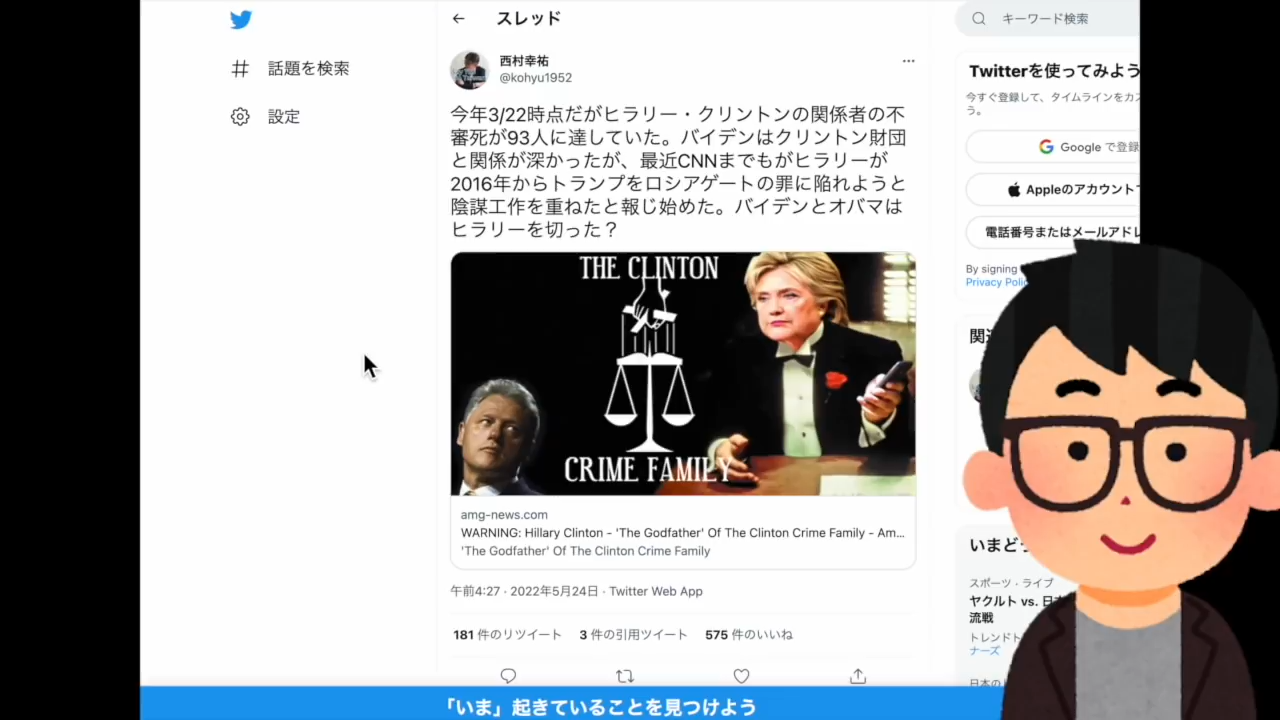 スレッド
キーワード検索
話題を検索
設定
西村幸祐
@kohyu1952
今年3/22時点だがヒラリー・クリントンの関係者の不
審死が93人に達していた。バイデンはクリントン財団
と関係が深かったが、最近CNNまでもがヒラリーが
2016年からトランプをロシアゲートの罪に陥れようと
陰謀工作を重ねたと報じ始めた。バイデンとオバマは
ヒラリーを切った？
THE CLINTON
CRIME FAMILY
amg-news.com
WARNING: Hillary Clinton - 'The Godfather' Of The Clinton Crime Family - Am...
'The Godfather' Of The Clinton Crime Family
午前4:27 · 2022年5月24日 · Twitter Web App
181 件のリツイート 3 件の引用ツイート 575 件のいいね
Twitterを使ってみよう
今すぐ登録して、タイムラインをカス
う。
Google で登録
Appleのアカウントで
電話番号またはメールアドレ
By signing
Privacy
関連
いまどう
スポーツ・ライブ
ヤクルト vs. 日本
流戦
トレンドト
ナーズ
日本の
「いま」起きていることを見つけよう